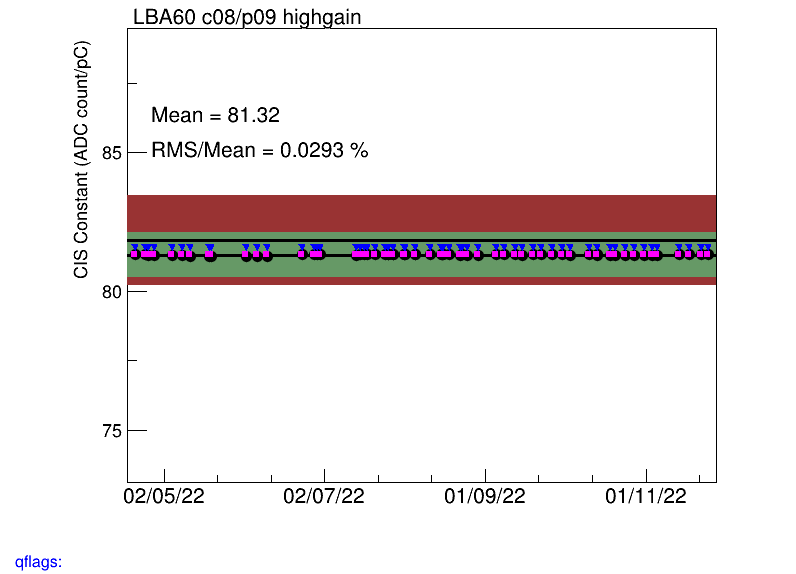 LBA60 c08/p09 highgain
CIS Constant (ADC count/pC)
Mean = 81.32
RMS/Mean = 0.0293 %
85
80
75
02/05/22 02/07/22 01/09/22 01/11/22
qflags: